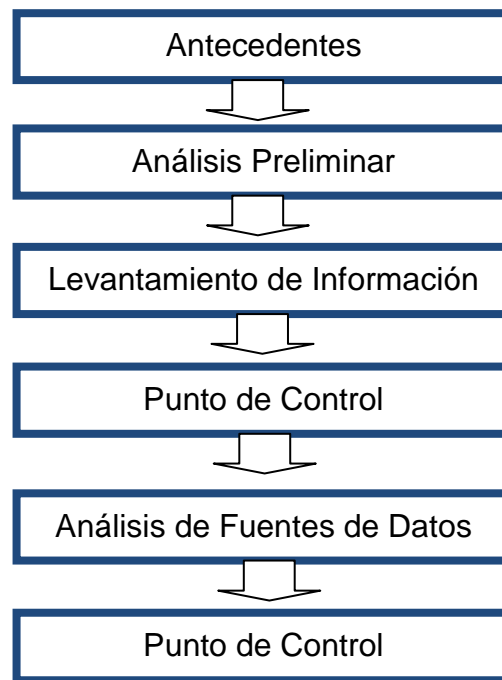 Antecedentes
Análisis Preliminar
Levantamiento de Información
Punto de Control
Análisis de Fuentes de Datos
Punto de Control